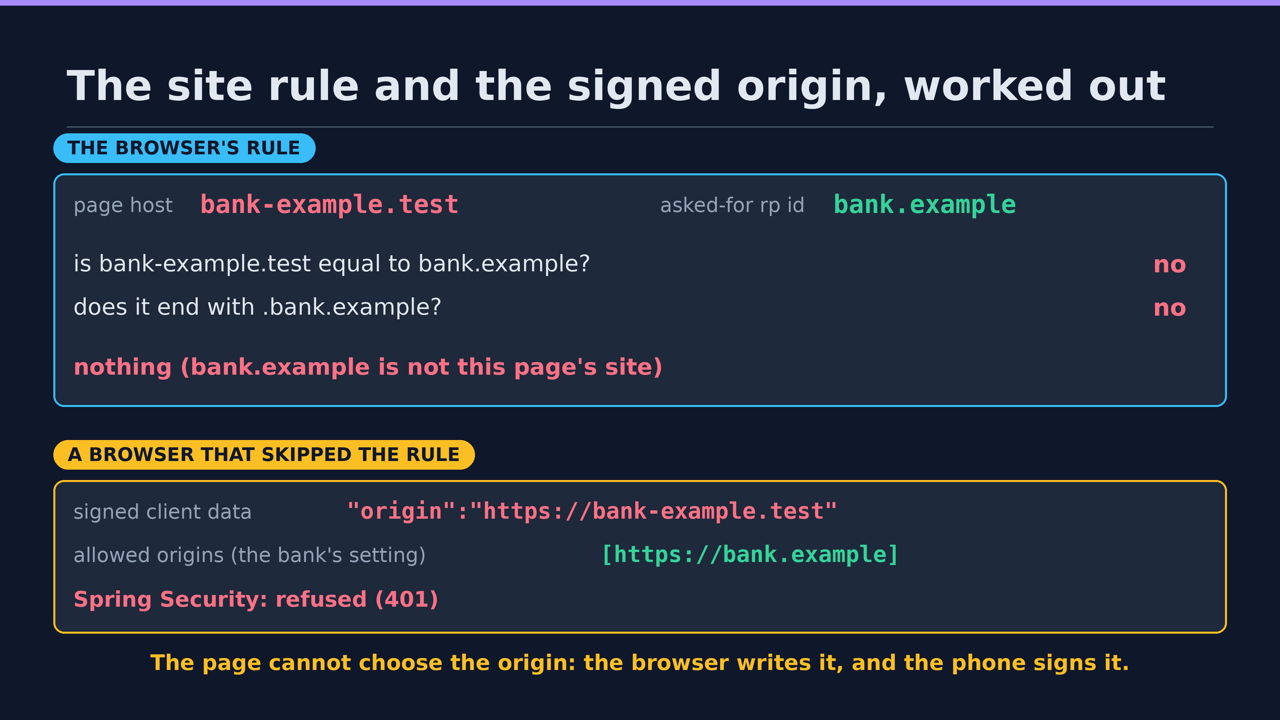 The site rule and the signed origin, worked out
THE BROWSER'S RULE
page host bank-example.test asked-for rp id bank.example
is bank-example.test equal to bank.example? no
does it end with .bank.example? no
nothing (bank.example is not this page's site)
A BROWSER THAT SKIPPED THE RULE
signed client data "origin":"https://bank-example.test"
allowed origins (the bank's setting) [https://bank.example]
Spring Security: refused (401)
The page cannot choose the origin: the browser writes it, and the phone signs it.